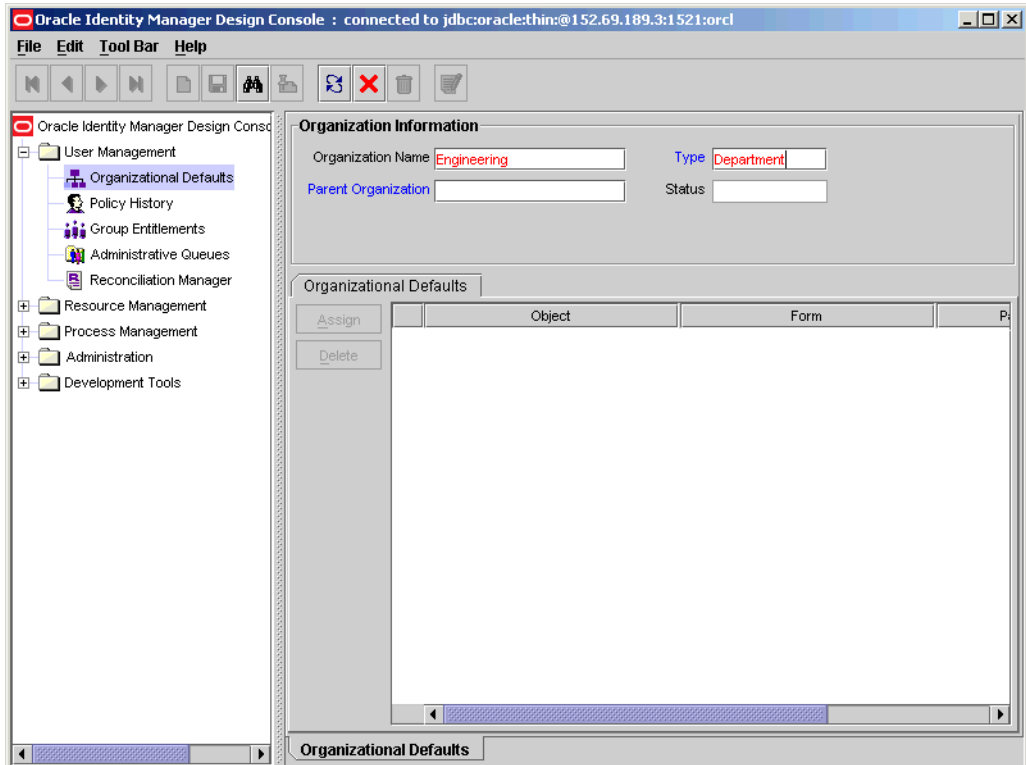 Oracle Identity Manager Design Console : connected to jdbc:oracle:thin:@152.69.189.3:1521:orcl
File Edit Tool Bar Help
Oracle Identity Manager Design Conso
User Management
Organizational Defaults
Policy History
Group Entitlements
Administrative Queues
Reconciliation Manager
Resource Management
Process Management
Administration
Development Tools
Organization Information
Organization Name Engineering Type Department
Parent Organization Status
Organizational Defaults
Assign Object Form Pa
Delete
Organizational Defaults